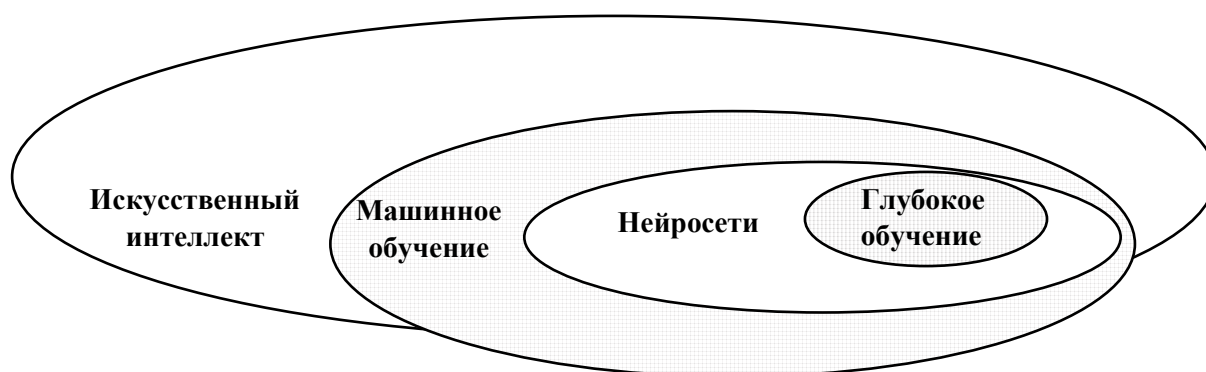 Искусственный
интеллект
Машинное
обучение
Нейросети
Глубокое
обучение